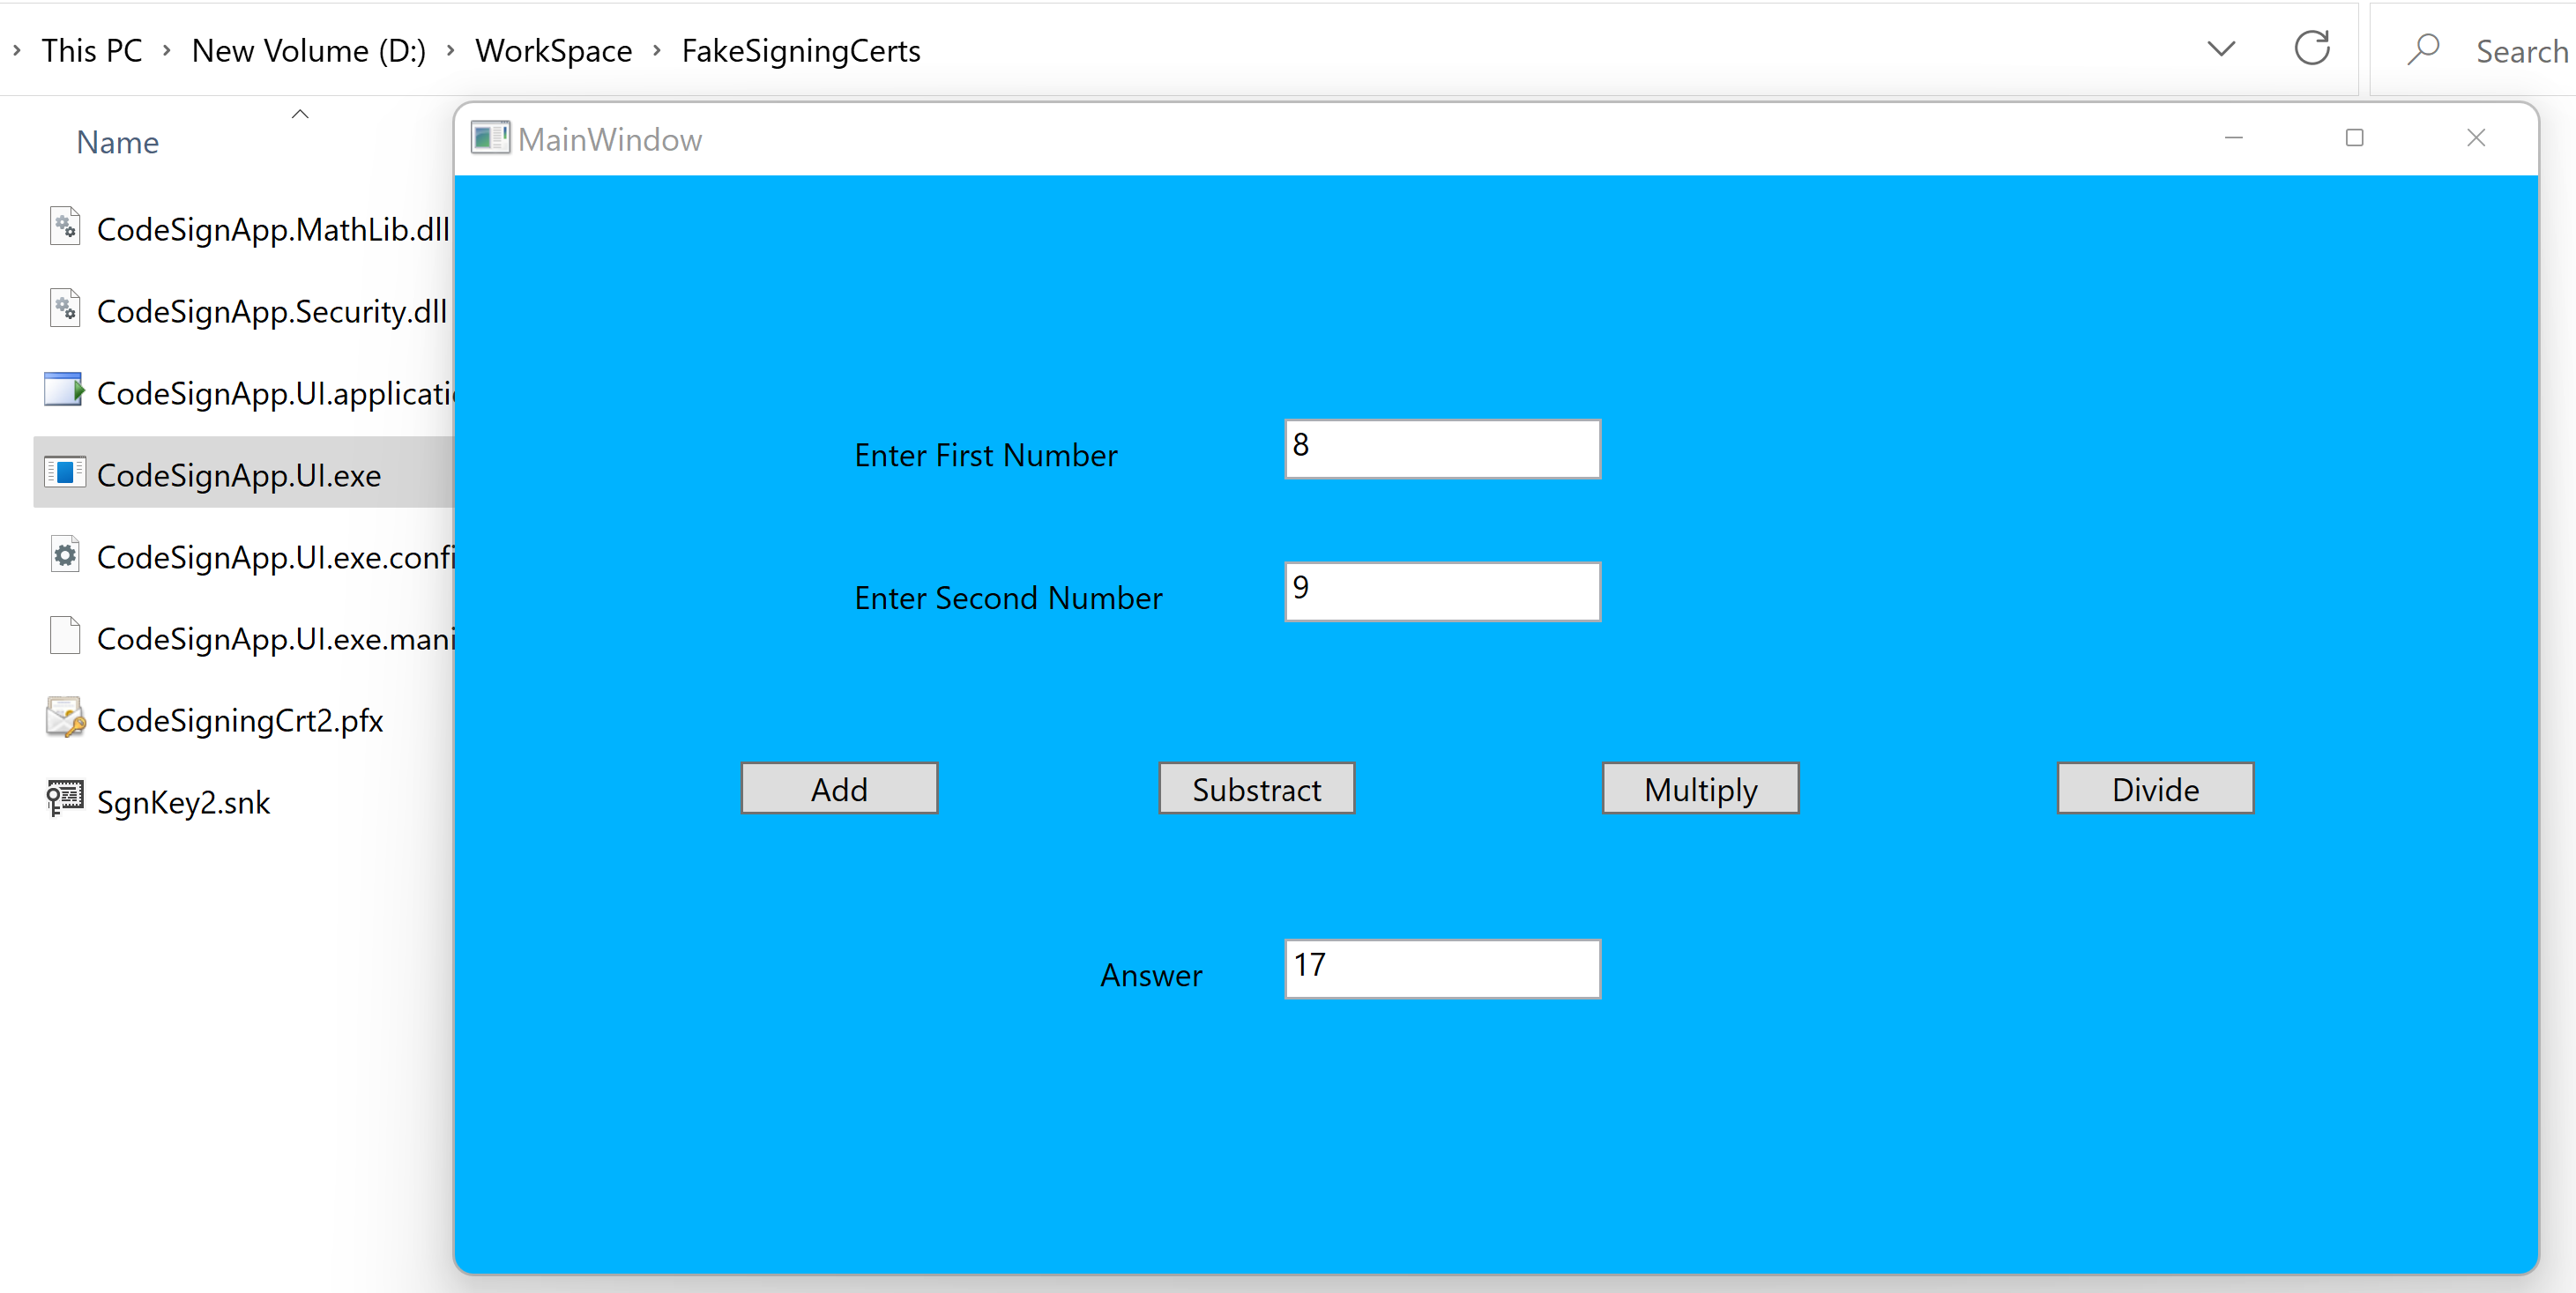 This PC > New Volume (D:) > WorkSpace > FakeSigningCerts
Search
Name
MainWindow
CodeSignApp.MathLib.dll
CodeSignApp.Security.dll
CodeSignApp.UI.applicati
CodeSignApp.UI.exe
CodeSignApp.UI.exe.confi
CodeSignApp.UI.exe.mani
CodeSigningCrt2.pfx
SgnKey2.snk
Enter First Number 8
Enter Second Number 9
Add Substract Multiply Divide
Answer 17